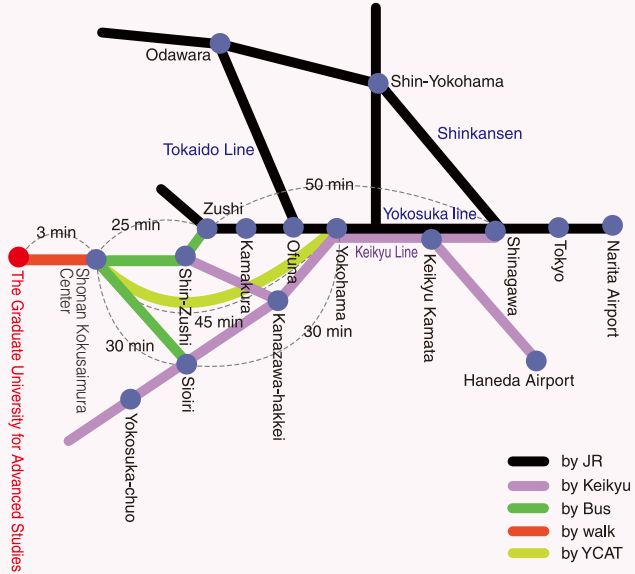 Odawara
Shin-Yokohama
Tokaido Line
Shinkansen
50 min
Zushi
Yokosuka line
25 min
3 min
Keikyu Line
Kamakura
Ofuna
Yokohama
Keikyu Kamata
Shinagawa
Tokyo
Narita Airport
The Graduate University for Advanced Studies
Shonan Kokusaimura
Center
Shin-Zushi
45 min
30 min
30 min
Kanazawa-hakkei
Sioiri
Yokosuka-chuo
Haneda Airport
by JR
by Keikyu
by Bus
by walk
by YCAT